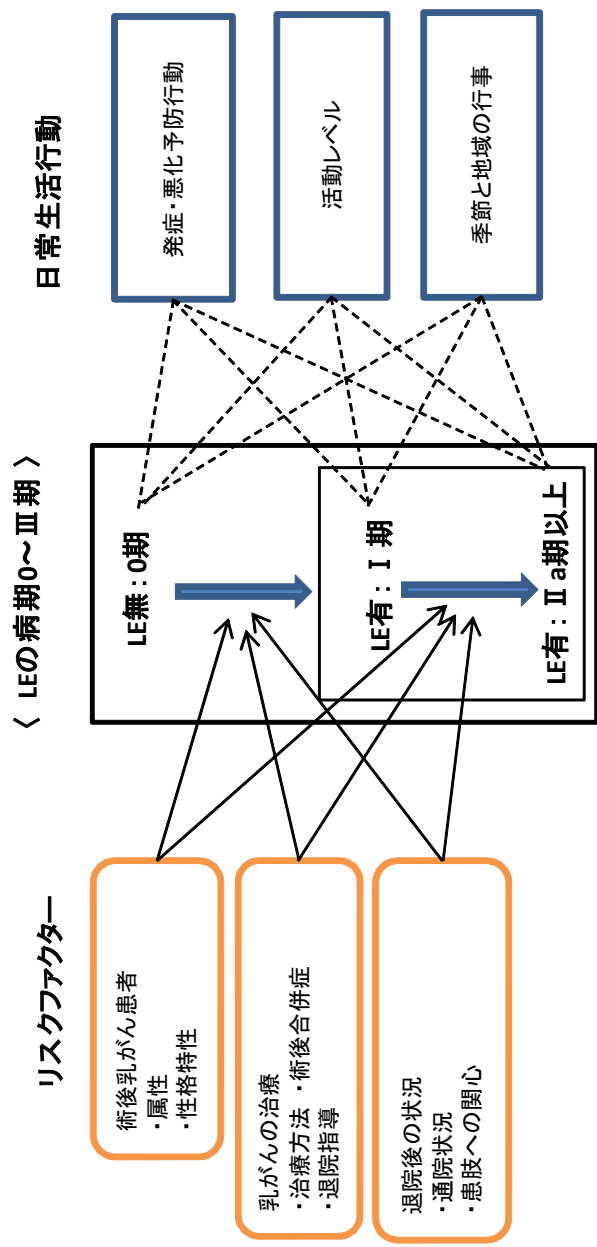 リスクファクター
術後乳がん患者
・属性
・性格特性
乳がんの治療
・治療方法 ・術後合併症
・退院指導
退院後の状況
・通院状況
・患肢への関心
〈 LEの病期0～Ⅲ期 〉
LE無：0期
LE有：Ⅰ期
LE有：Ⅱa期以上
日常生活行動
発症・悪化予防行動
活動レベル
季節と地域の行事